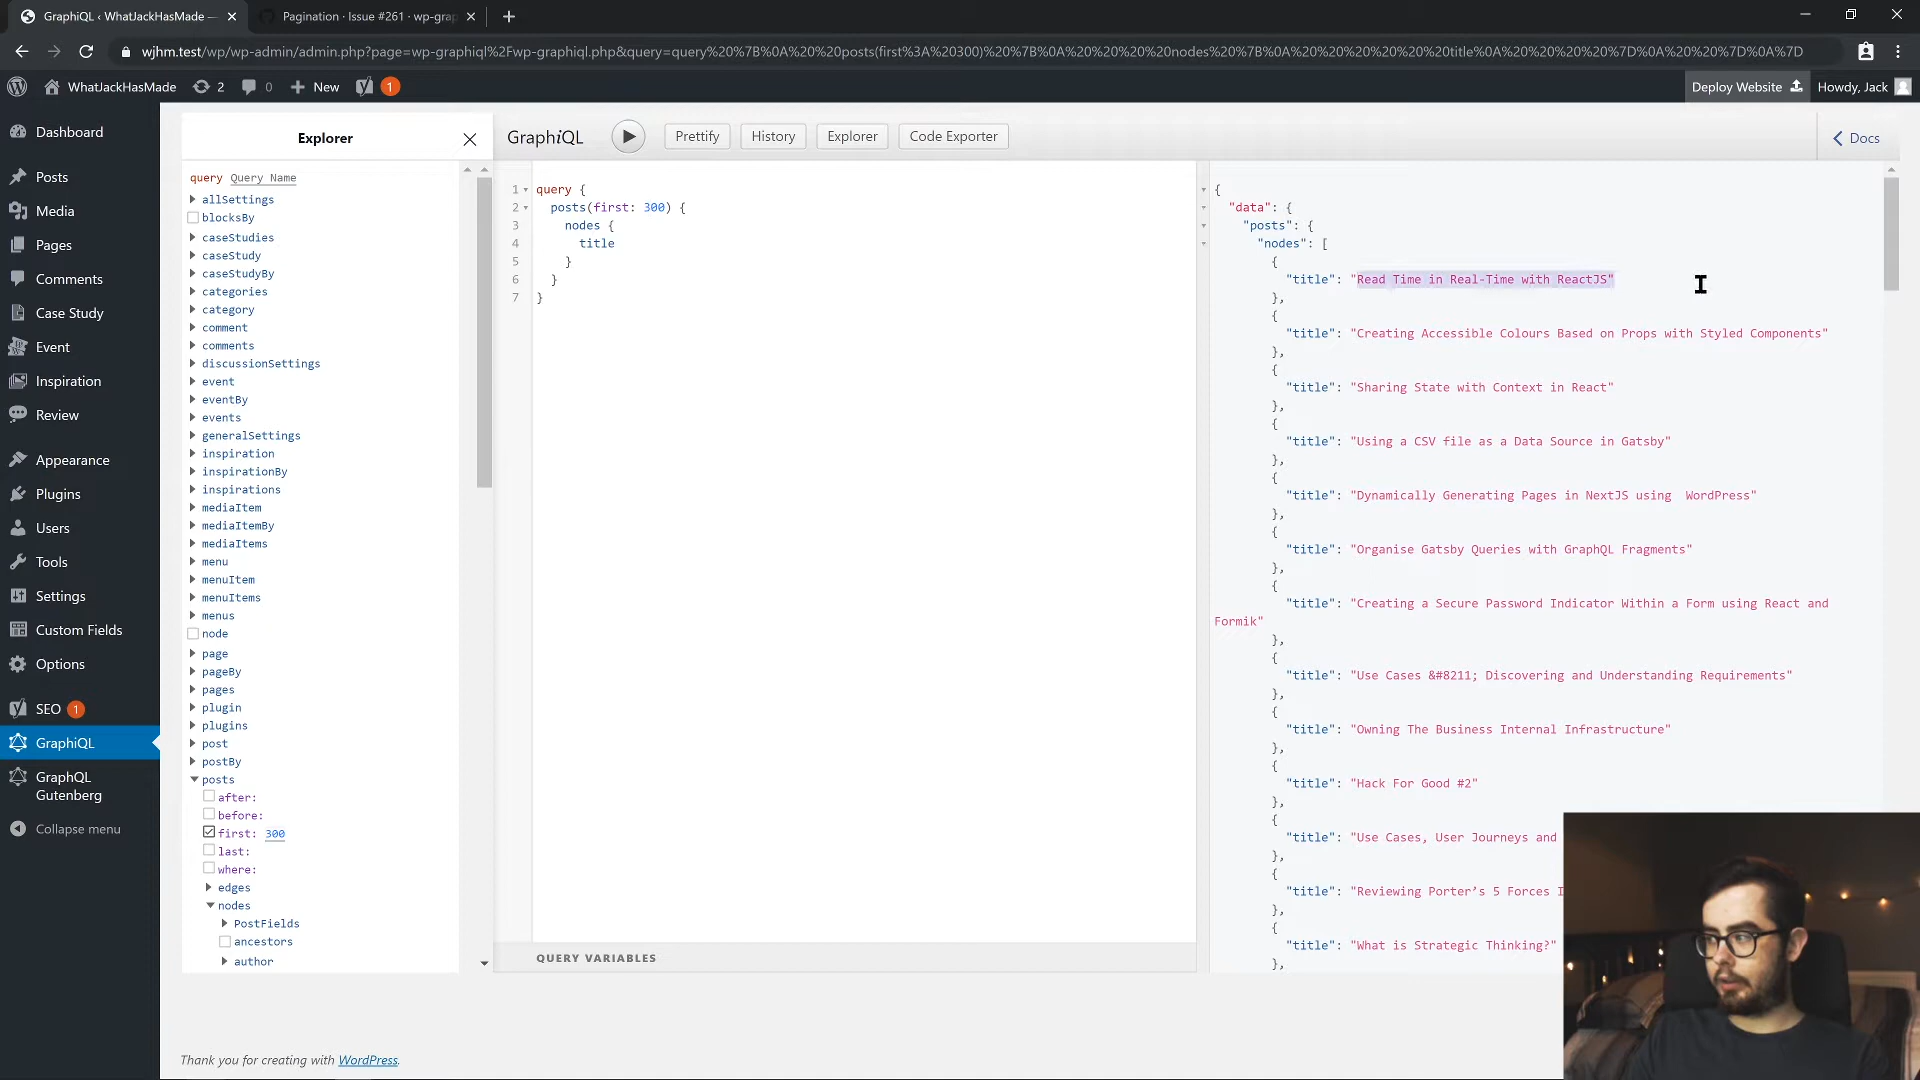 GraphiQL ‹ WhatJackHasMade —
Pagination · Issue #261 · wp-grap
wjhm.test/wp/wp-admin/admin.php?page=wp-graphiql%2Fwp-graphiql.php&query=query%20%7B%0A%20%20posts(first%3A%20300)%20%7B%0A%20%20%20%20nodes%20%7B%0A%20%20%20%20%20%20title%0A%20%20%20%20%7D%0A%20%20%7D%0A%7D
WhatJackHasMade
2
0
New
1
Deploy Website
Howdy, Jack
Dashboard
Posts
Media
Pages
Comments
Case Study
Event
Inspiration
Review
Appearance
Plugins
Users
Tools
Settings
Custom Fields
Options
SEO 1
GraphiQL
GraphQL
Gutenberg
Collapse menu
Explorer
query Query Name
allSettings
blocksBy
caseStudies
caseStudy
caseStudyBy
categories
category
comment
comments
discussionSettings
event
eventBy
events
generalSettings
inspiration
inspirationBy
inspirations
mediaItem
mediaItemBy
mediaItems
menu
menuItem
menuItems
menus
node
page
pageBy
pages
plugin
plugins
post
postBy
posts
after:
before:
first: 300
last:
where:
edges
nodes
PostFields
ancestors
author
GraphiQL
Prettify
History
Explorer
Code Exporter
Docs
1 query {
2 posts(first: 300) {
3 nodes {
4 title
5 }
6 }
7 }
QUERY VARIABLES
{
"data": {
"posts": {
"nodes": [
{
"title": "Read Time in Real-Time with ReactJS"
},
{
"title": "Creating Accessible Colours Based on Props with Styled Components"
},
{
"title": "Sharing State with Context in React"
},
{
"title": "Using a CSV file as a Data Source in Gatsby"
},
{
"title": "Dynamically Generating Pages in NextJS using  WordPress"
},
{
"title": "Organise Gatsby Queries with GraphQL Fragments"
},
{
"title": "Creating a Secure Password Indicator Within a Form using React and
Formik"
},
{
"title": "Use Cases &#8211; Discovering and Understanding Requirements"
},
{
"title": "Owning The Business Internal Infrastructure"
},
{
"title": "Hack For Good #2"
},
{
"title": "Use Cases, User Journeys and
},
{
"title": "Reviewing Porter’s 5 Forces
},
{
"title": "What is Strategic Thinking?"
},
Thank you for creating with WordPress.